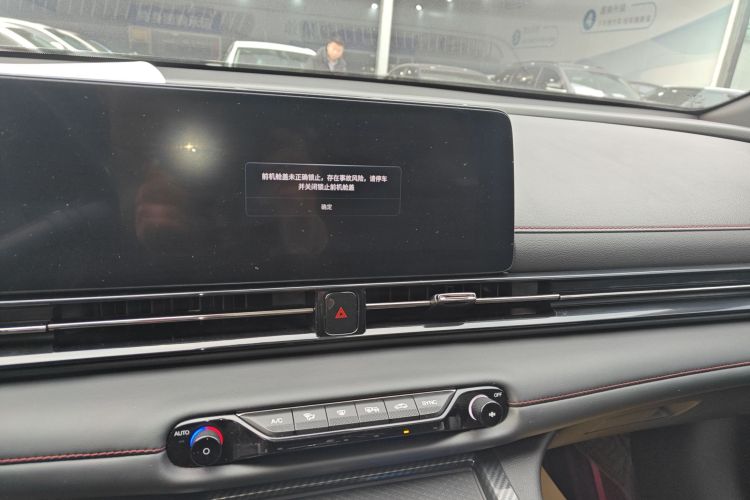 前机舱盖未正确锁止，存在事故风险，请停车
并关闭锁止前机舱盖
确定
AUTO
A/C
SYNC
OFF